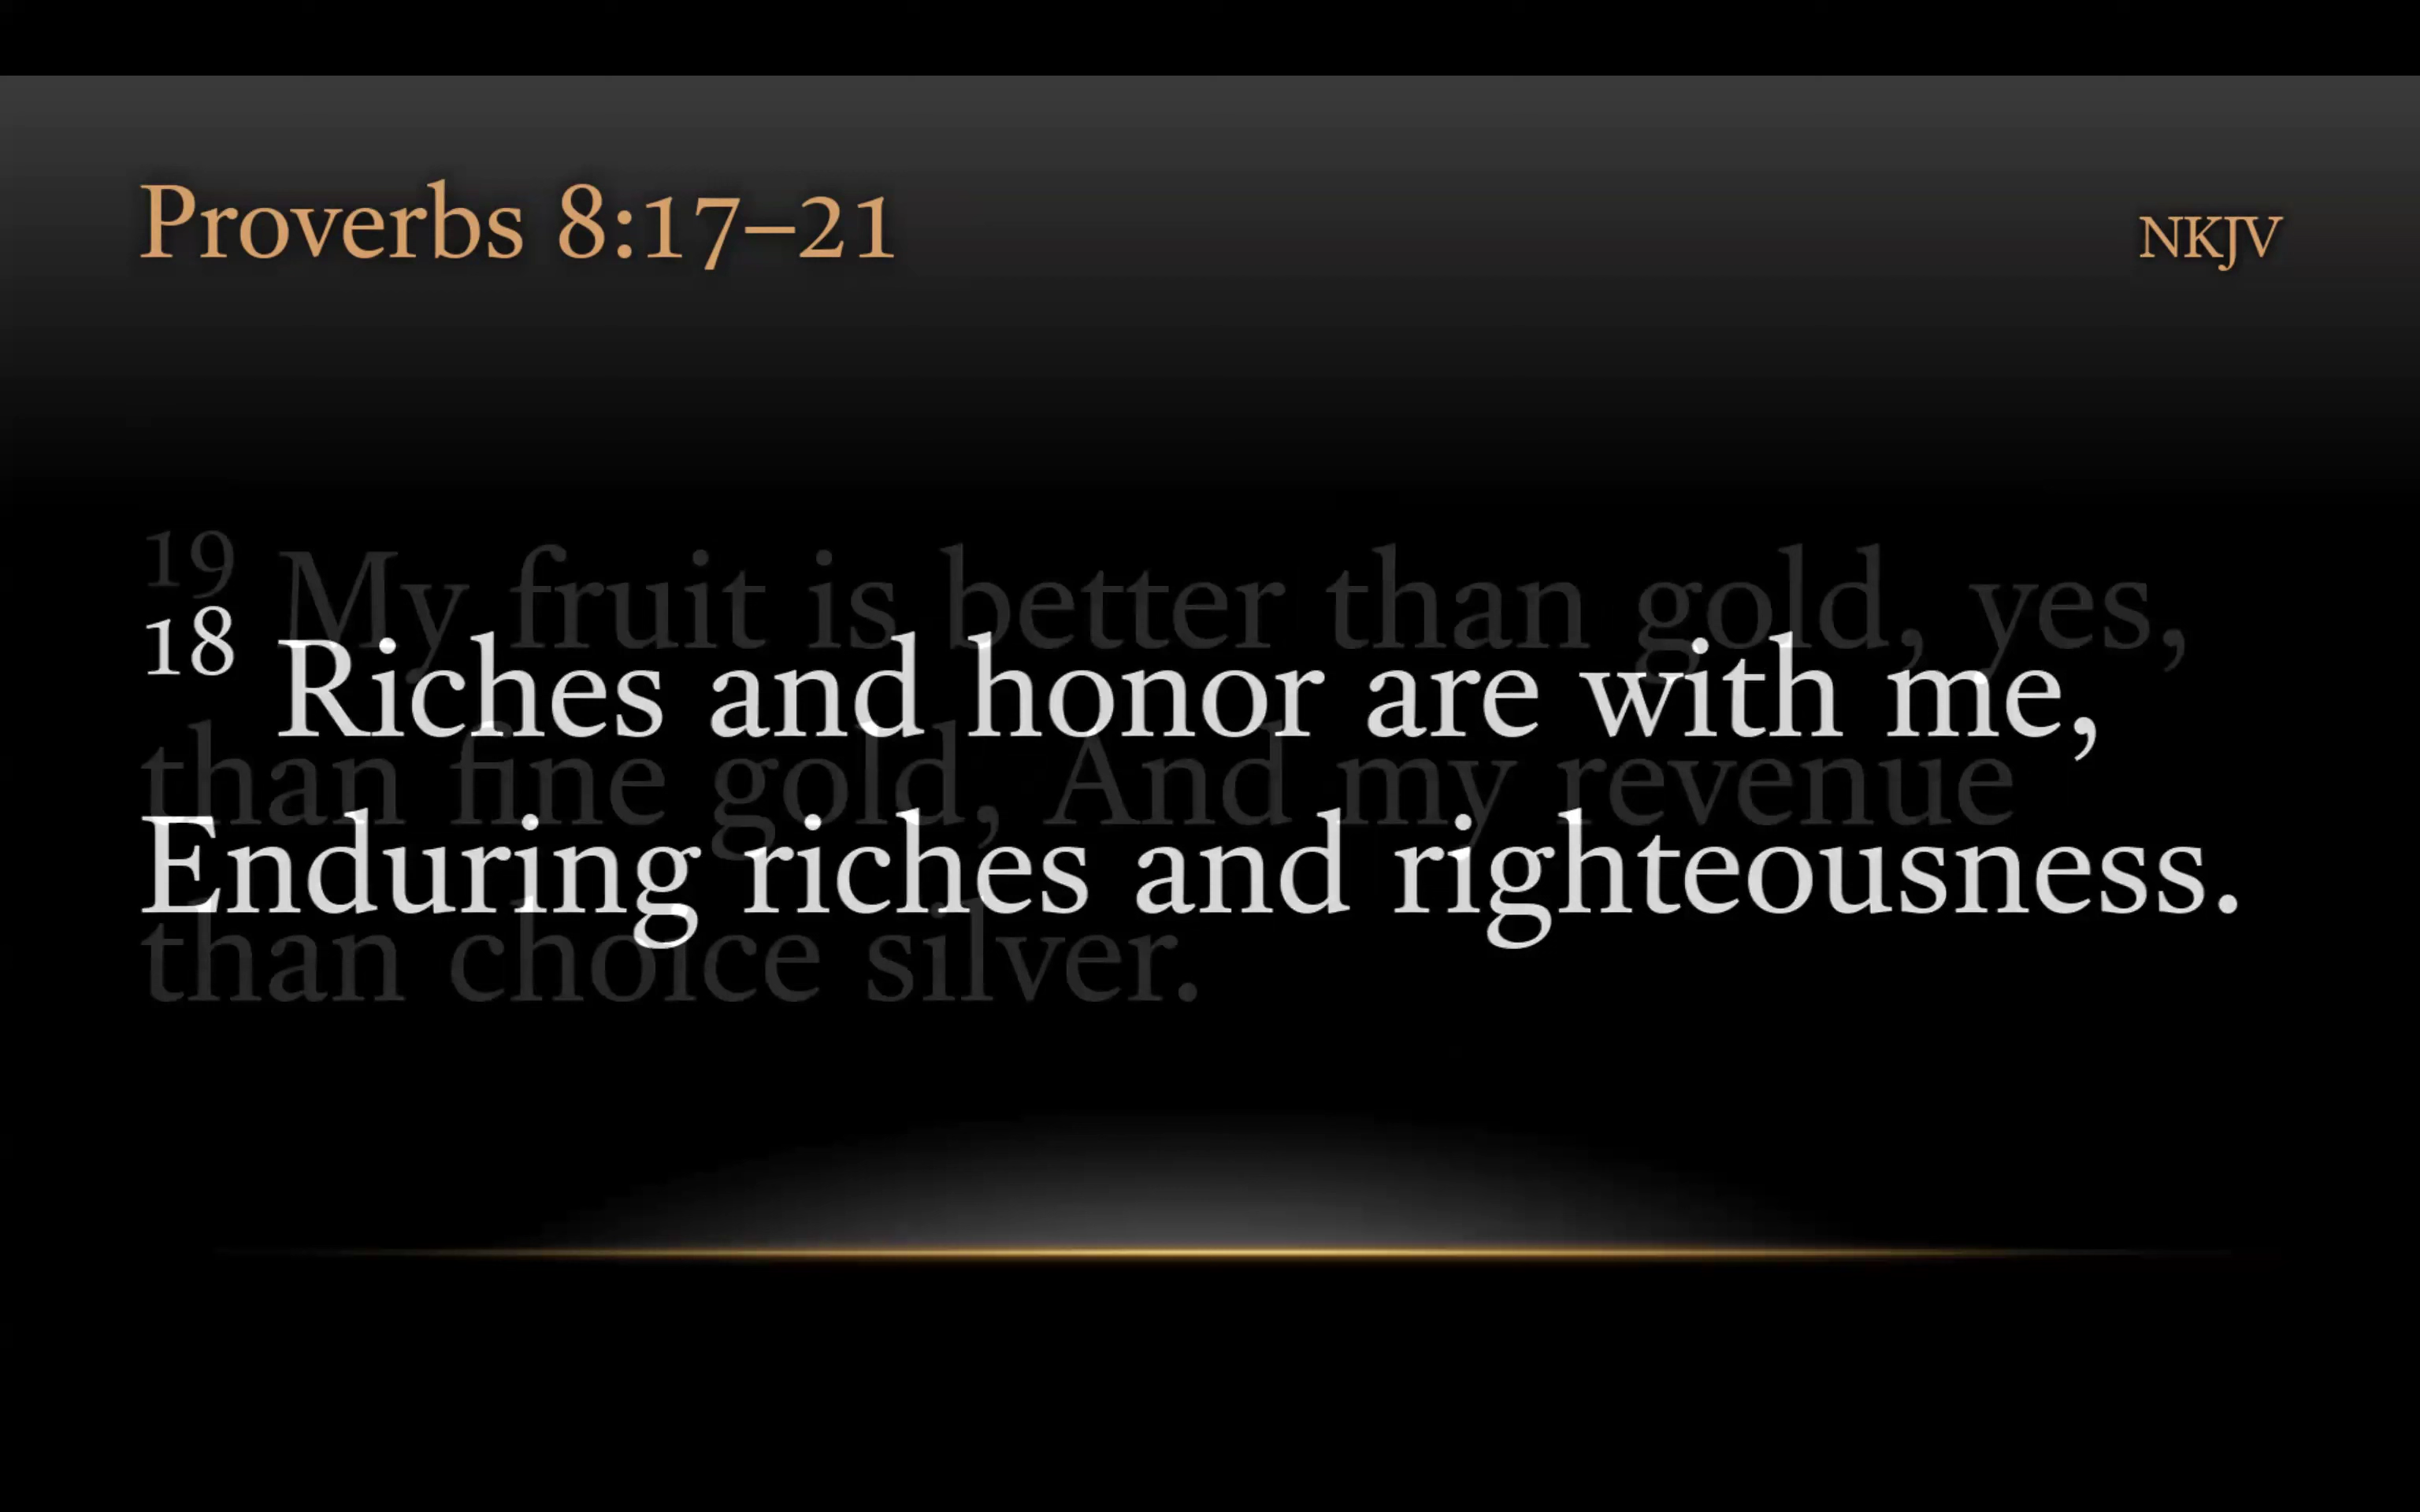 Proverbs 8:17–21
NKJV
19 My fruit is better than gold, yes,
18 Riches and honor are with me,
than fine gold, And my revenue
Enduring riches and righteousness.
than choice silver.